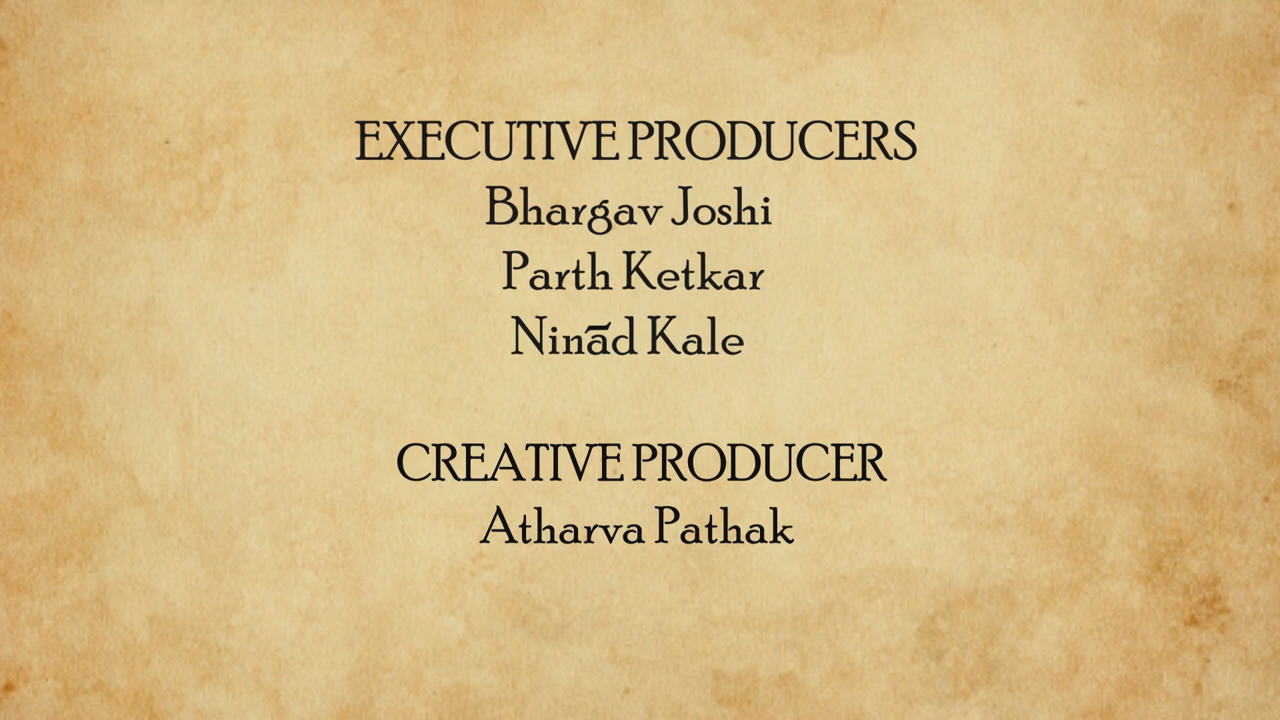 EXECUTIVE PRODUCERS
Bhargav Joshi
Parth Ketkar
Ninād Kale
CREATIVE PRODUCER
Atharva Pathak